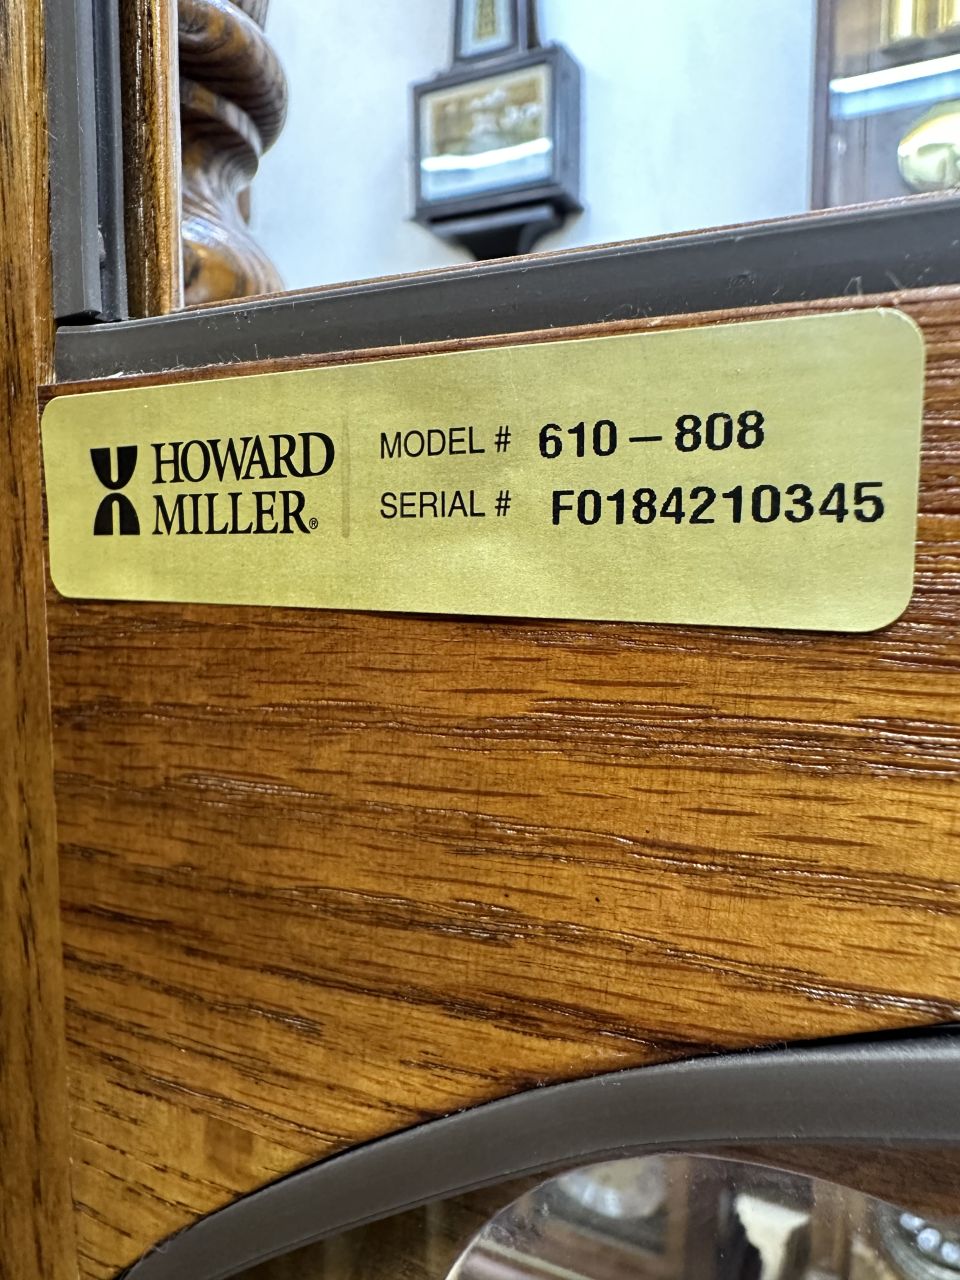 HOWARD
MILLER®
MODEL # 610-808
SERIAL # F0184210345